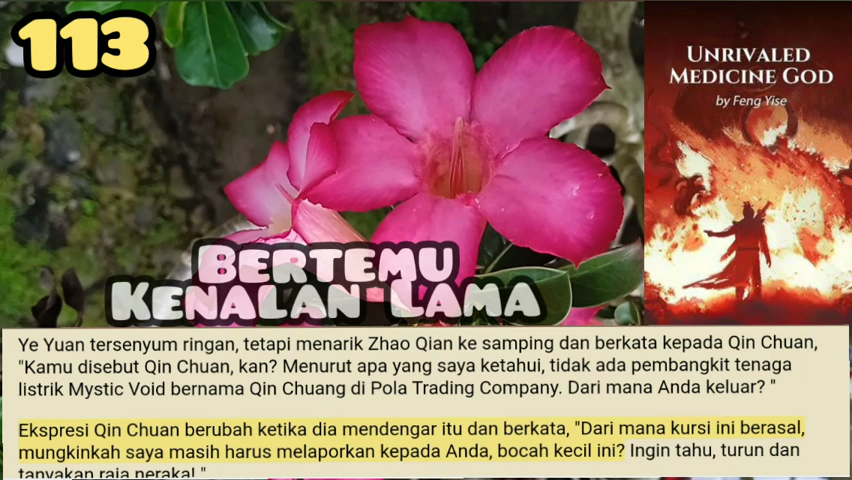 113
UNRIVALED
MEDICINE GOD
by Feng Yise
BERTEMU
KENALAN LAMA
Ye Yuan tersenyum ringan, tetapi menarik Zhao Qian ke samping dan berkata kepada Qin Chuan,
"Kamu disebut Qin Chuan, kan? Menurut apa yang saya ketahui, tidak ada pembangkit tenaga
listrik Mystic Void bernama Qin Chuang di Pola Trading Company. Dari mana Anda keluar? "
Ekspresi Qin Chuan berubah ketika dia mendengar itu dan berkata, "Dari mana kursi ini berasal,
mungkinkah saya masih harus melaporkan kepada Anda, bocah kecil ini? Ingin tahu, turun dan
tanyakan raja neraka! "